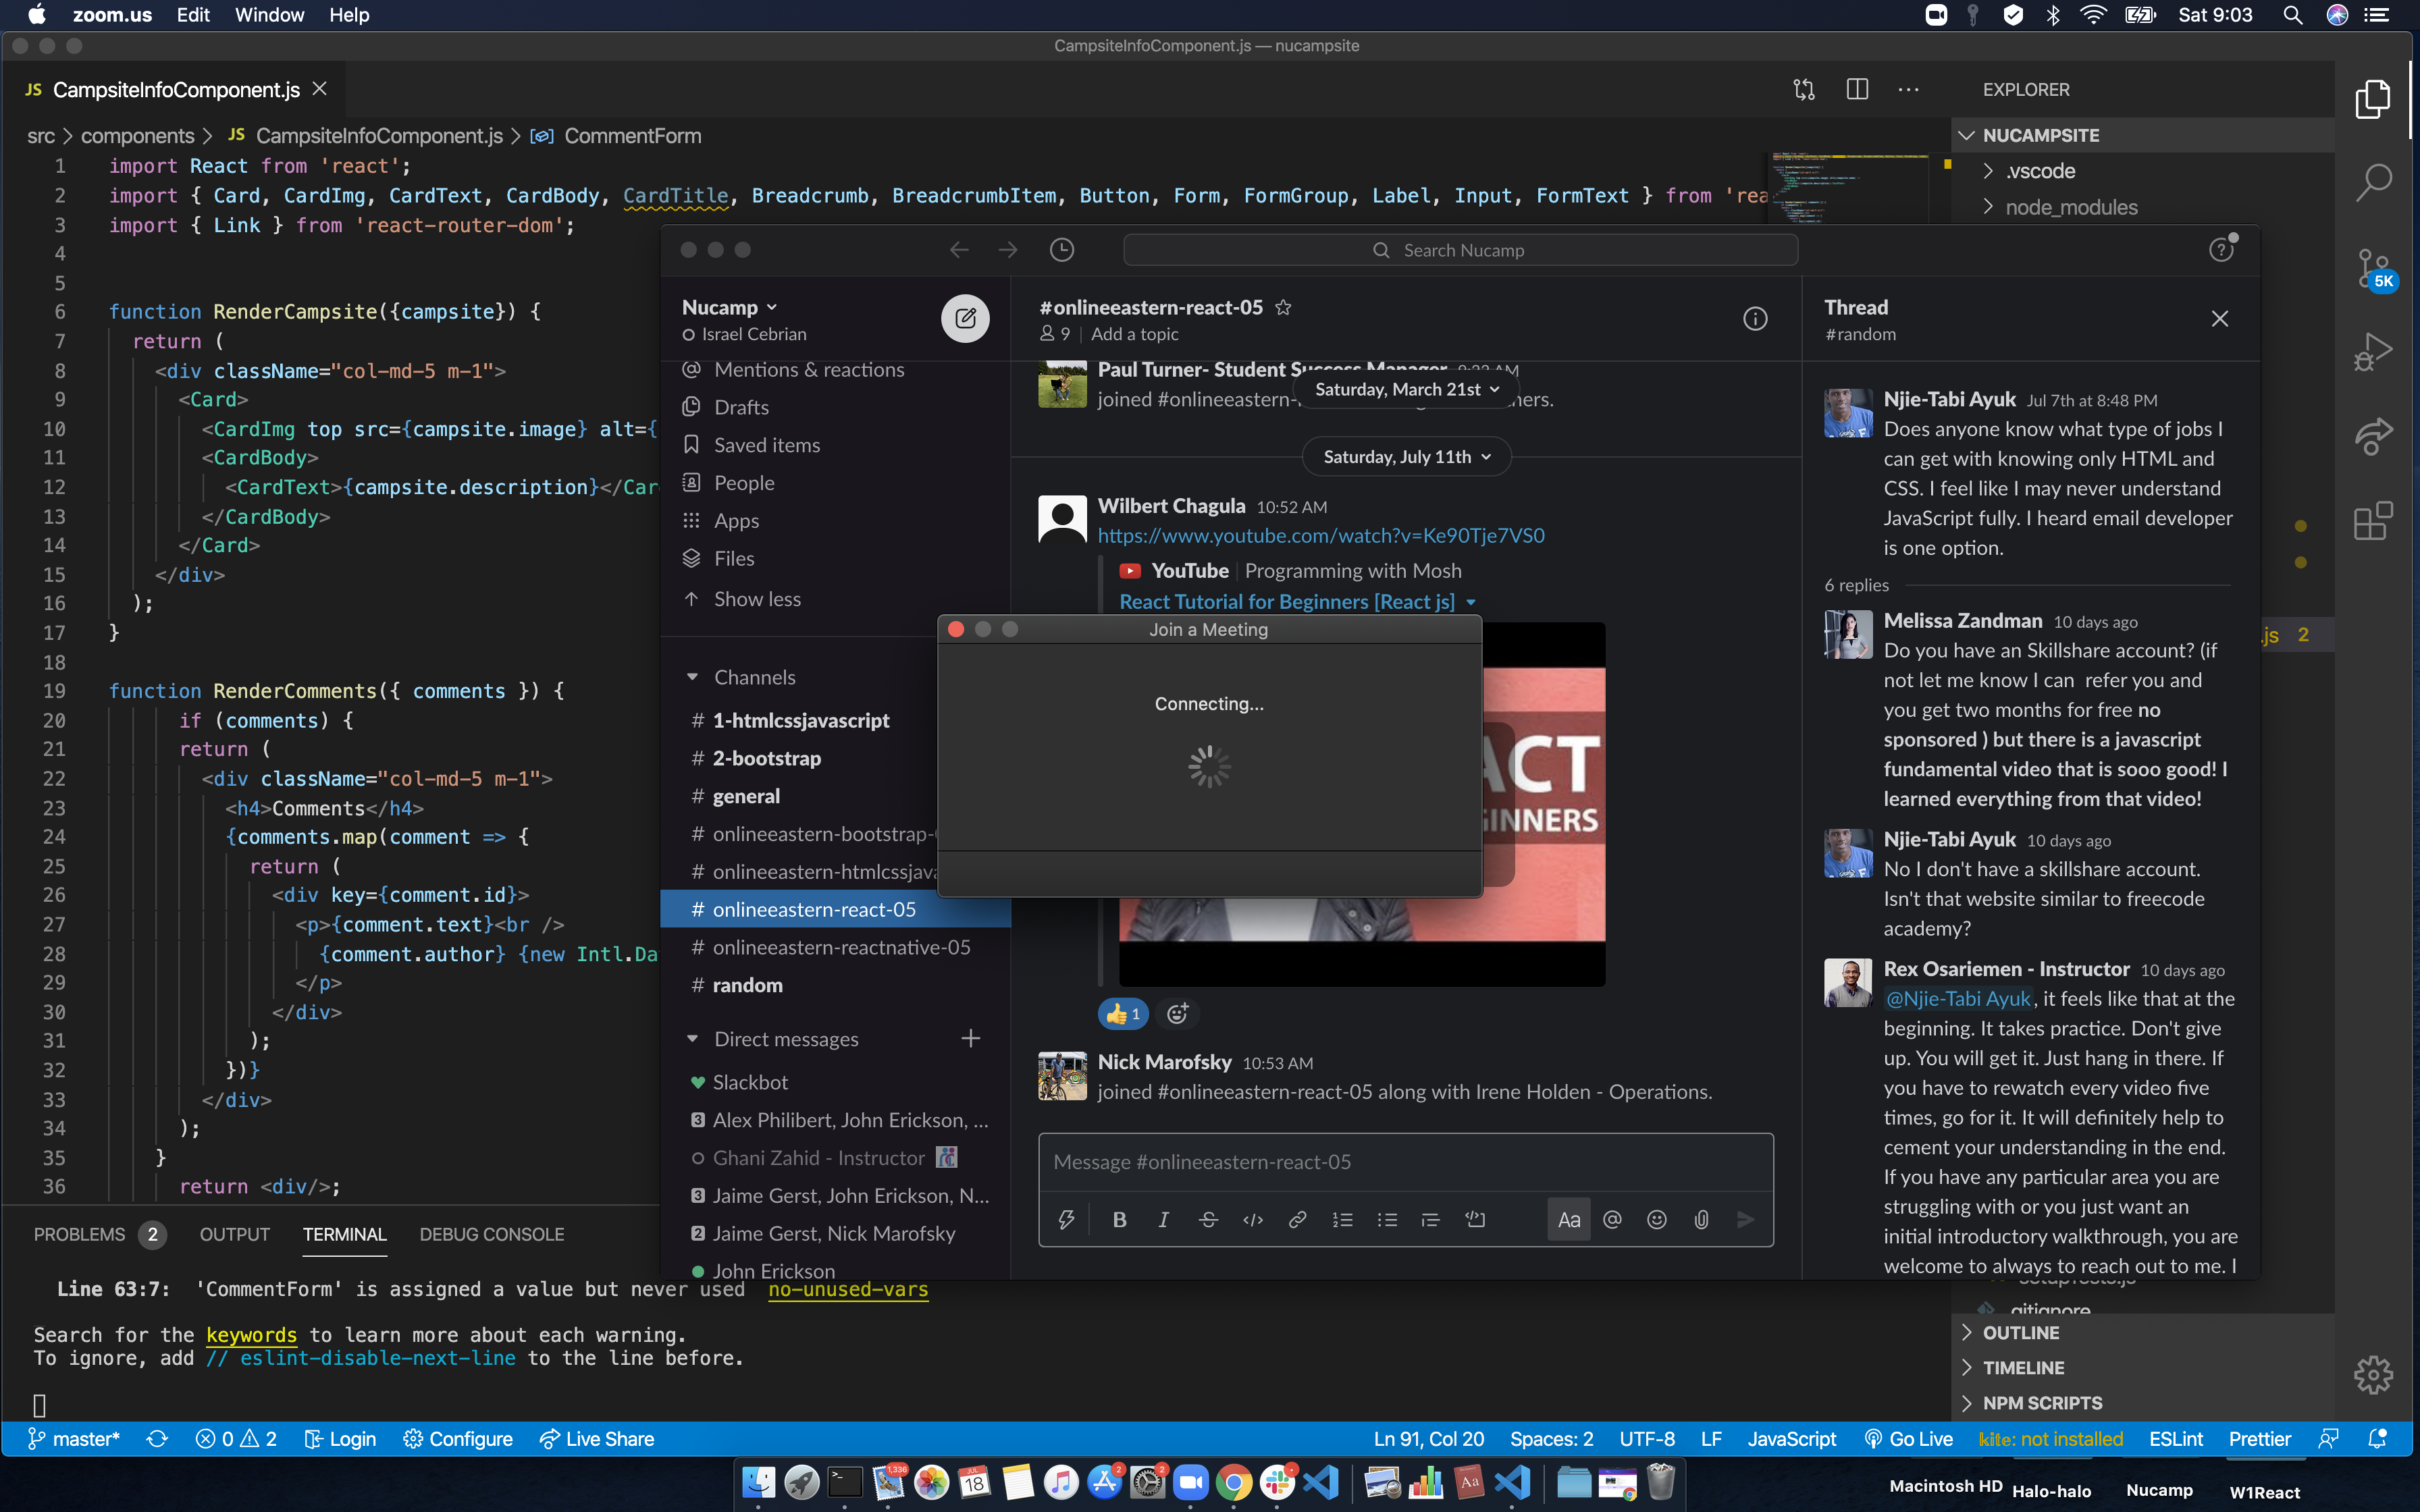 zoom.us Edit Window Help
Sat 9:03
CampsiteInfoComponent.js — nucampsite
JS CampsiteInfoComponent.js
src > components > JS CampsiteInfoComponent.js > CommentForm
1 import React from 'react';
2 import { Card, CardImg, CardText, CardBody, CardTitle, Breadcrumb, BreadcrumbItem, Button, Form, FormGroup, Label, Input, FormText } from 'rea
3 import { Link } from 'react-router-dom';
4
5
6 function RenderCampsite({campsite}) {
7 return (
8 <div className="col-md-5 m-1">
9 <Card>
10 <CardImg top src={campsite.image} alt={
11 <CardBody>
12 <CardText>{campsite.description}</Car
13 </CardBody>
14 </Card>
15 </div>
16 );
17 }
18
19 function RenderComments({ comments }) {
20 if (comments) {
21 return (
22 <div className="col-md-5 m-1">
23 <h4>Comments</h4>
24 {comments.map(comment => {
25 return (
26 <div key={comment.id}>
27 <p>{comment.text}<br />
28 {comment.author} {new Intl.Da
29 </p>
30 </div>
31 );
32 })}
33 </div>
34 );
35 }
36 return <div/>;
PROBLEMS 2 OUTPUT TERMINAL DEBUG CONSOLE
Line 63:7: 'CommentForm' is assigned a value but never used no-unused-vars
Search for the keywords to learn more about each warning.
To ignore, add // eslint-disable-next-line to the line before.
EXPLORER
NUCAMPSITE
.vscode
node_modules
5K
.js 2
setupTests.js
.gitignore
OUTLINE
TIMELINE
NPM SCRIPTS
Search Nucamp
Nucamp
Israel Cebrian
Mentions & reactions
Drafts
Saved items
People
Apps
Files
Show less
Channels
# 1-htmlcssjavascript
# 2-bootstrap
# general
# onlineeastern-bootstrap-
# onlineeastern-htmlcssjava
# onlineeastern-react-05
# onlineeastern-reactnative-05
# random
Direct messages
Slackbot
3 Alex Philibert, John Erickson, ...
Ghani Zahid - Instructor
3 Jaime Gerst, John Erickson, N...
2 Jaime Gerst, Nick Marofsky
John Erickson
#onlineeastern-react-05
9 | Add a topic
Paul Turner- Student Success Manager 9:22 AM
joined #onlineeastern- hers.
Saturday, March 21st
Saturday, July 11th
Wilbert Chagula 10:52 AM
https://www.youtube.com/watch?v=Ke90Tje7VS0
YouTube | Programming with Mosh
React Tutorial for Beginners [React js]
ACT
GINNERS
Join a Meeting
Connecting...
1
Nick Marofsky 10:53 AM
joined #onlineeastern-react-05 along with Irene Holden - Operations.
Message #onlineeastern-react-05
B I S </> Aa @
Thread
#random
Njie-Tabi Ayuk Jul 7th at 8:48 PM
Does anyone know what type of jobs I
can get with knowing only HTML and
CSS. I feel like I may never understand
JavaScript fully. I heard email developer
is one option.
6 replies
Melissa Zandman 10 days ago
Do you have an Skillshare account? (if
not let me know I can refer you and
you get two months for free no
sponsored ) but there is a javascript
fundamental video that is sooo good! I
learned everything from that video!
Njie-Tabi Ayuk 10 days ago
No I don't have a skillshare account.
Isn't that website similar to freecode
academy?
Rex Osariemen - Instructor 10 days ago
@Njie-Tabi Ayuk, it feels like that at the
beginning. It takes practice. Don't give
up. You will get it. Just hang in there. If
you have to rewatch every video five
times, go for it. It will definitely help to
cement your understanding in the end.
If you have any particular area you are
struggling with or you just want an
initial introductory walkthrough, you are
welcome to always to reach out to me. I
master* 0 2 Login Configure Live Share
Ln 91, Col 20 Spaces: 2 UTF-8 LF JavaScript Go Live kite: not installed ESLint Prettier
1,336 JUL 18 2 2 Aa
Macintosh HD Halo-halo Nucamp W1React